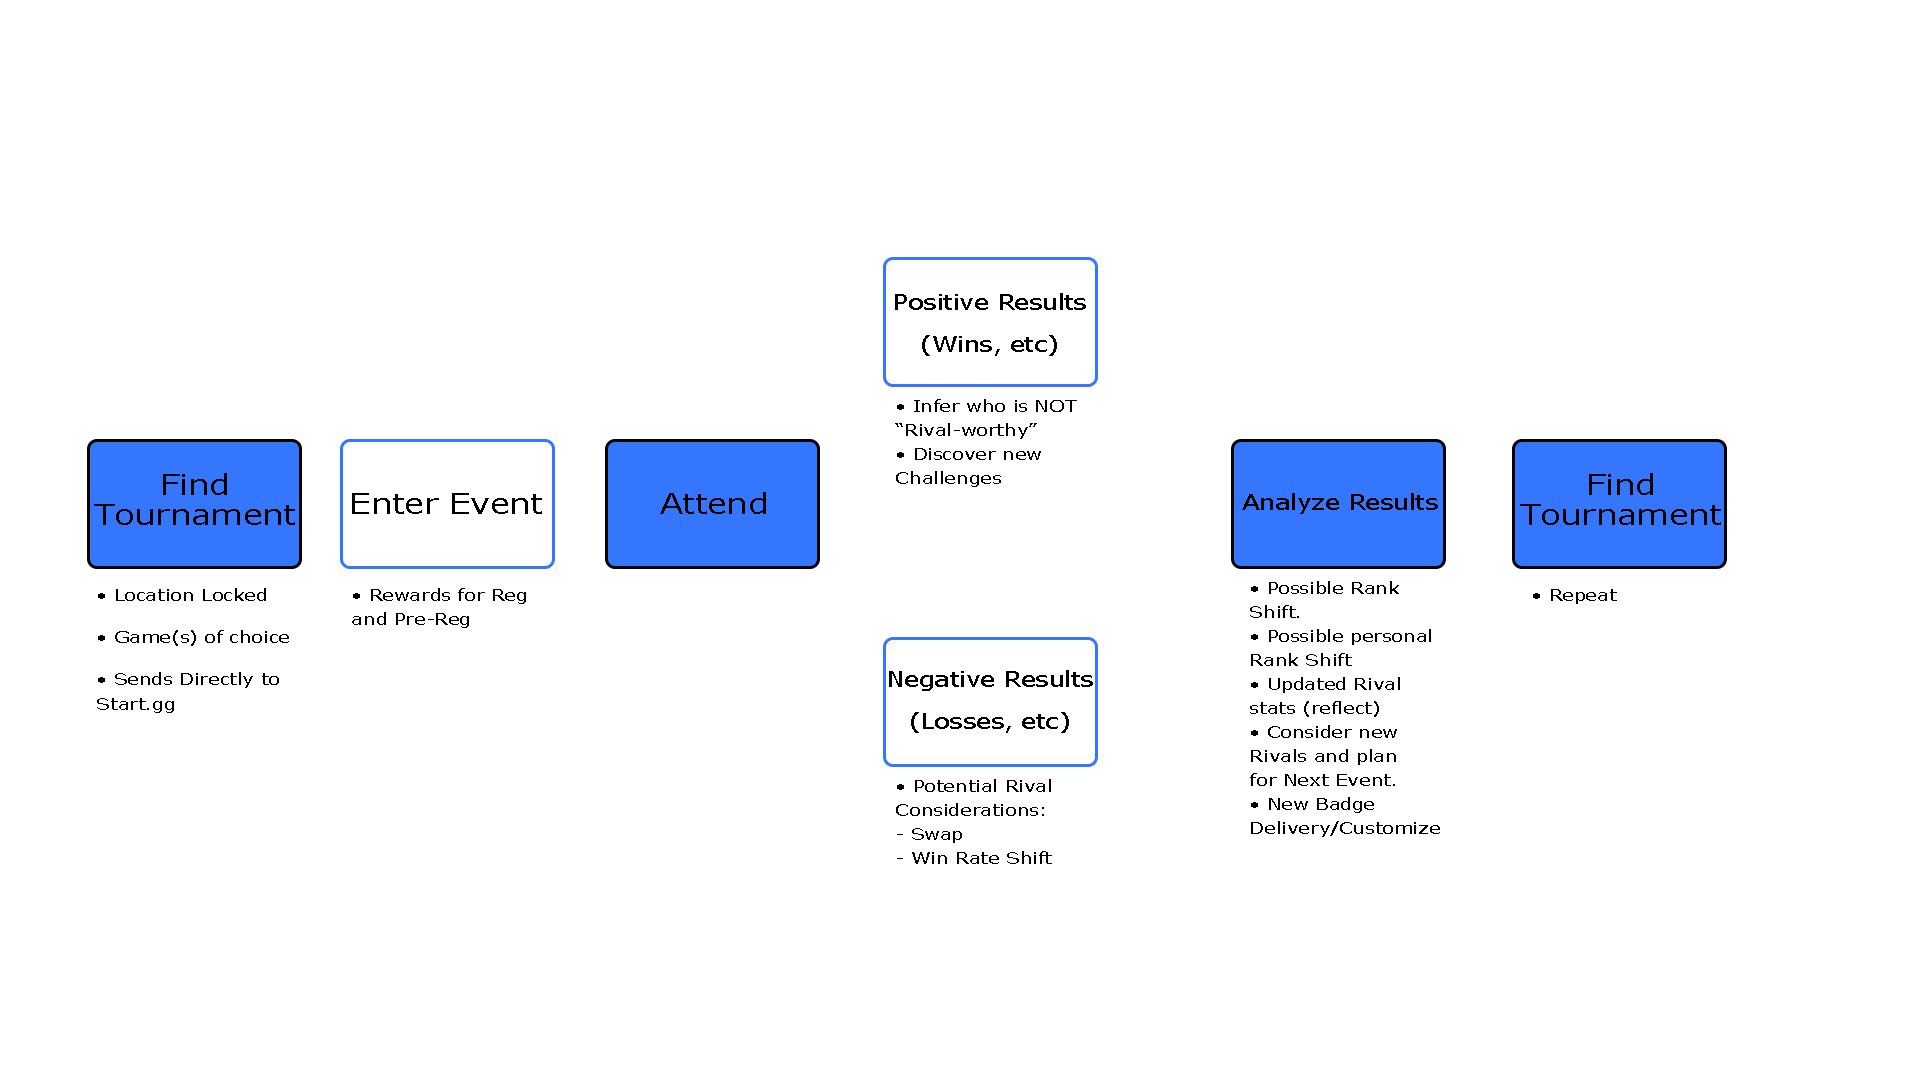 Find
Tournament
• Location Locked
• Game(s) of choice
• Sends Directly to
Start.gg
Enter Event
• Rewards for Reg
and Pre-Reg
Attend
Positive Results
(Wins, etc)
• Infer who is NOT
“Rival-worthy”
• Discover new
Challenges
Negative Results
(Losses, etc)
• Potential Rival
Considerations:
- Swap
- Win Rate Shift
Analyze Results
• Possible Rank
Shift.
• Possible personal
Rank Shift
• Updated Rival
stats (reflect)
• Consider new
Rivals and plan
for Next Event.
• New Badge
Delivery/Customize
Find
Tournament
• Repeat